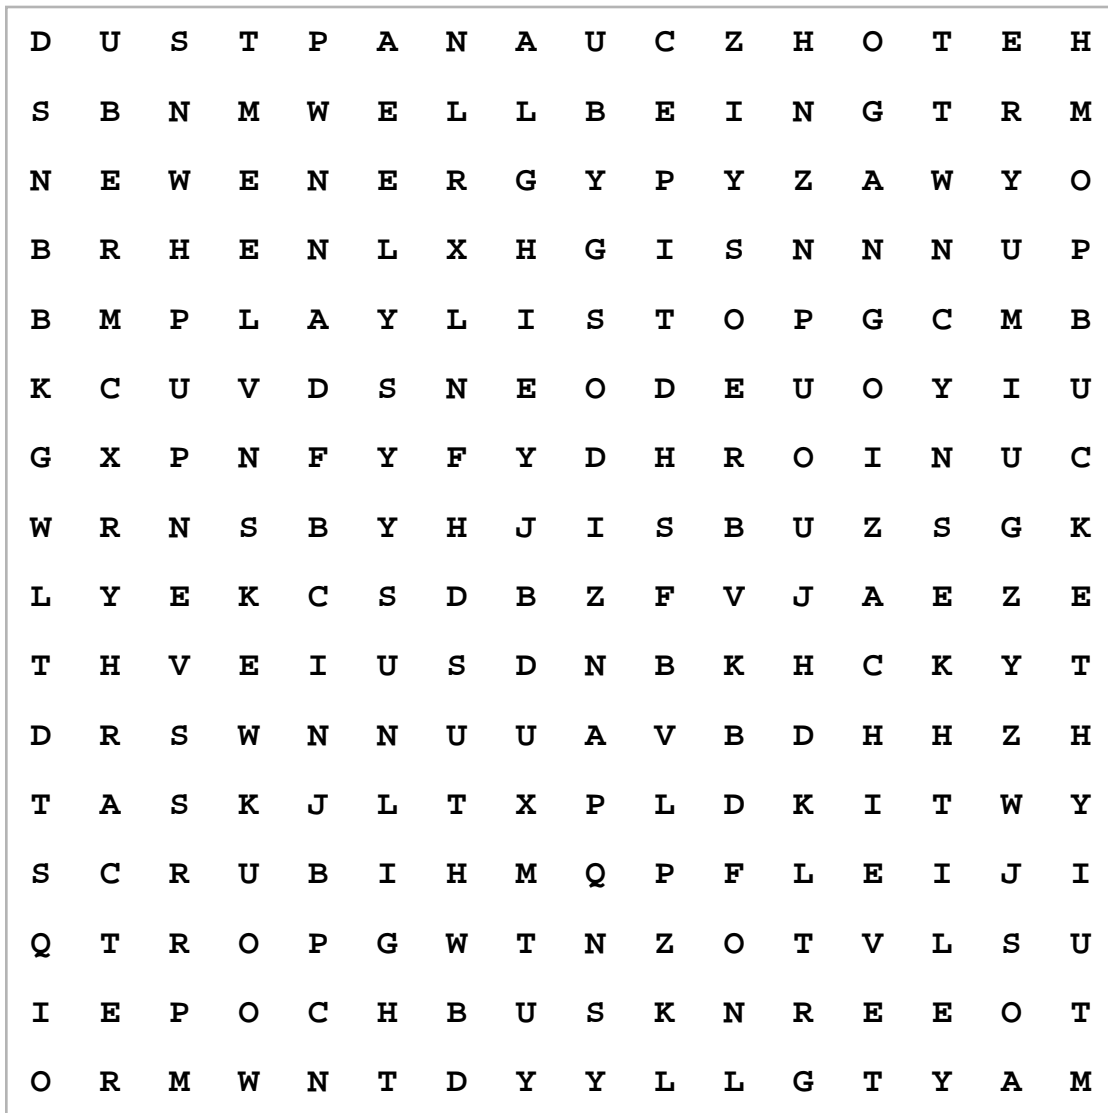 D U S T P A N A U C Z H O T E H
S B N M W E L L B E I N G T R M
N E W E N E R G Y P Y Z A W Y O
B R H E N L X H G I S N N N U P
B M P L A Y L I S T O P G C M B
K C U V D S N E O D E U O Y I U
G X P N F Y F Y D H R O I N U C
W R N S B Y H J I S B U Z S G K
L Y E K C S D B Z F V J A E Z E
T H V E I U S D N B K H C K Y T
D R S W N N U U A V B D H H Z H
T A S K J L T X P L D K I T W Y
S C R U B I H M Q P F L E I J I
Q T R O P G W T N Z O T V L S U
I E P O C H B U S K N R E E O T
O R M W N T D Y Y L L G T Y A M